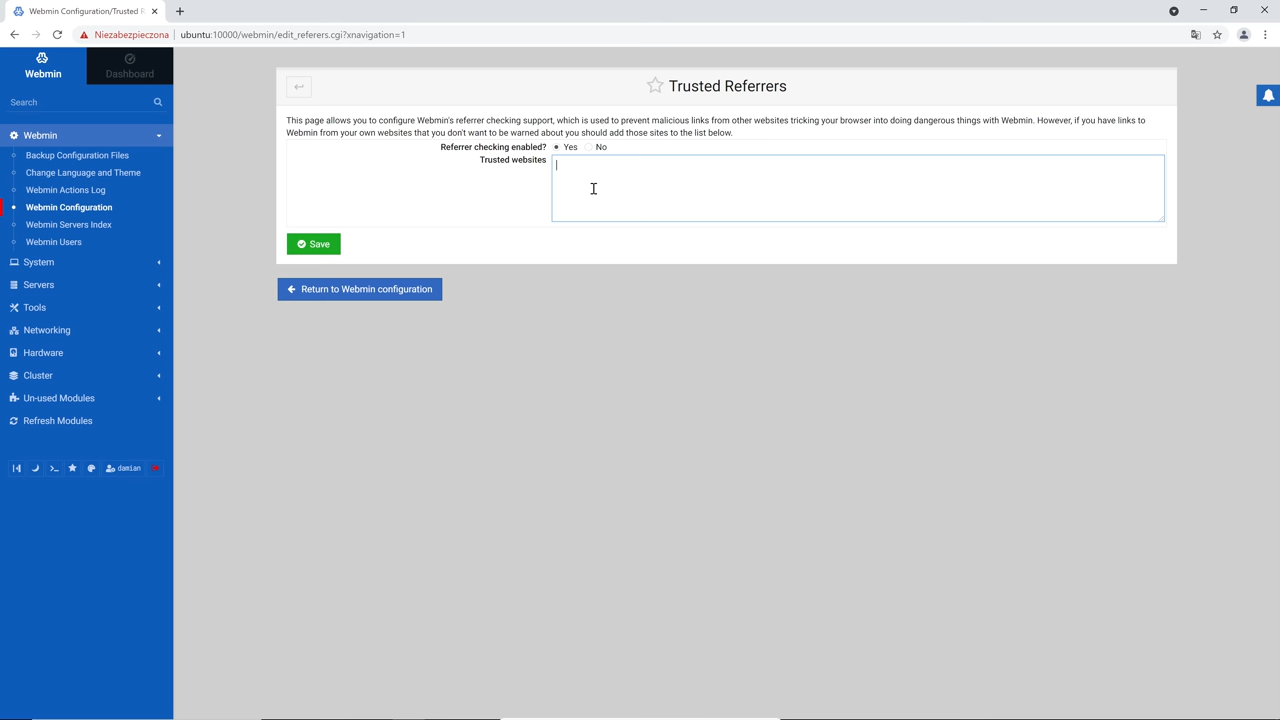 Webmin Configuration/Trusted R
Niezabezpieczona
ubuntu:10000/webmin/edit_referers.cgi?xnavigation=1
Webmin
Dashboard
Search
Webmin
Backup Configuration Files
Change Language and Theme
Webmin Actions Log
Webmin Configuration
Webmin Servers Index
Webmin Users
System
Servers
Tools
Networking
Hardware
Cluster
Un-used Modules
Refresh Modules
damian
Trusted Referrers
This page allows you to configure Webmin's referrer checking support, which is used to prevent malicious links from other websites tricking your browser into doing dangerous things with Webmin. However, if you have links to
Webmin from your own websites that you don't want to be warned about you should add those sites to the list below.
Referrer checking enabled? Yes No
Trusted websites
Save
Return to Webmin configuration